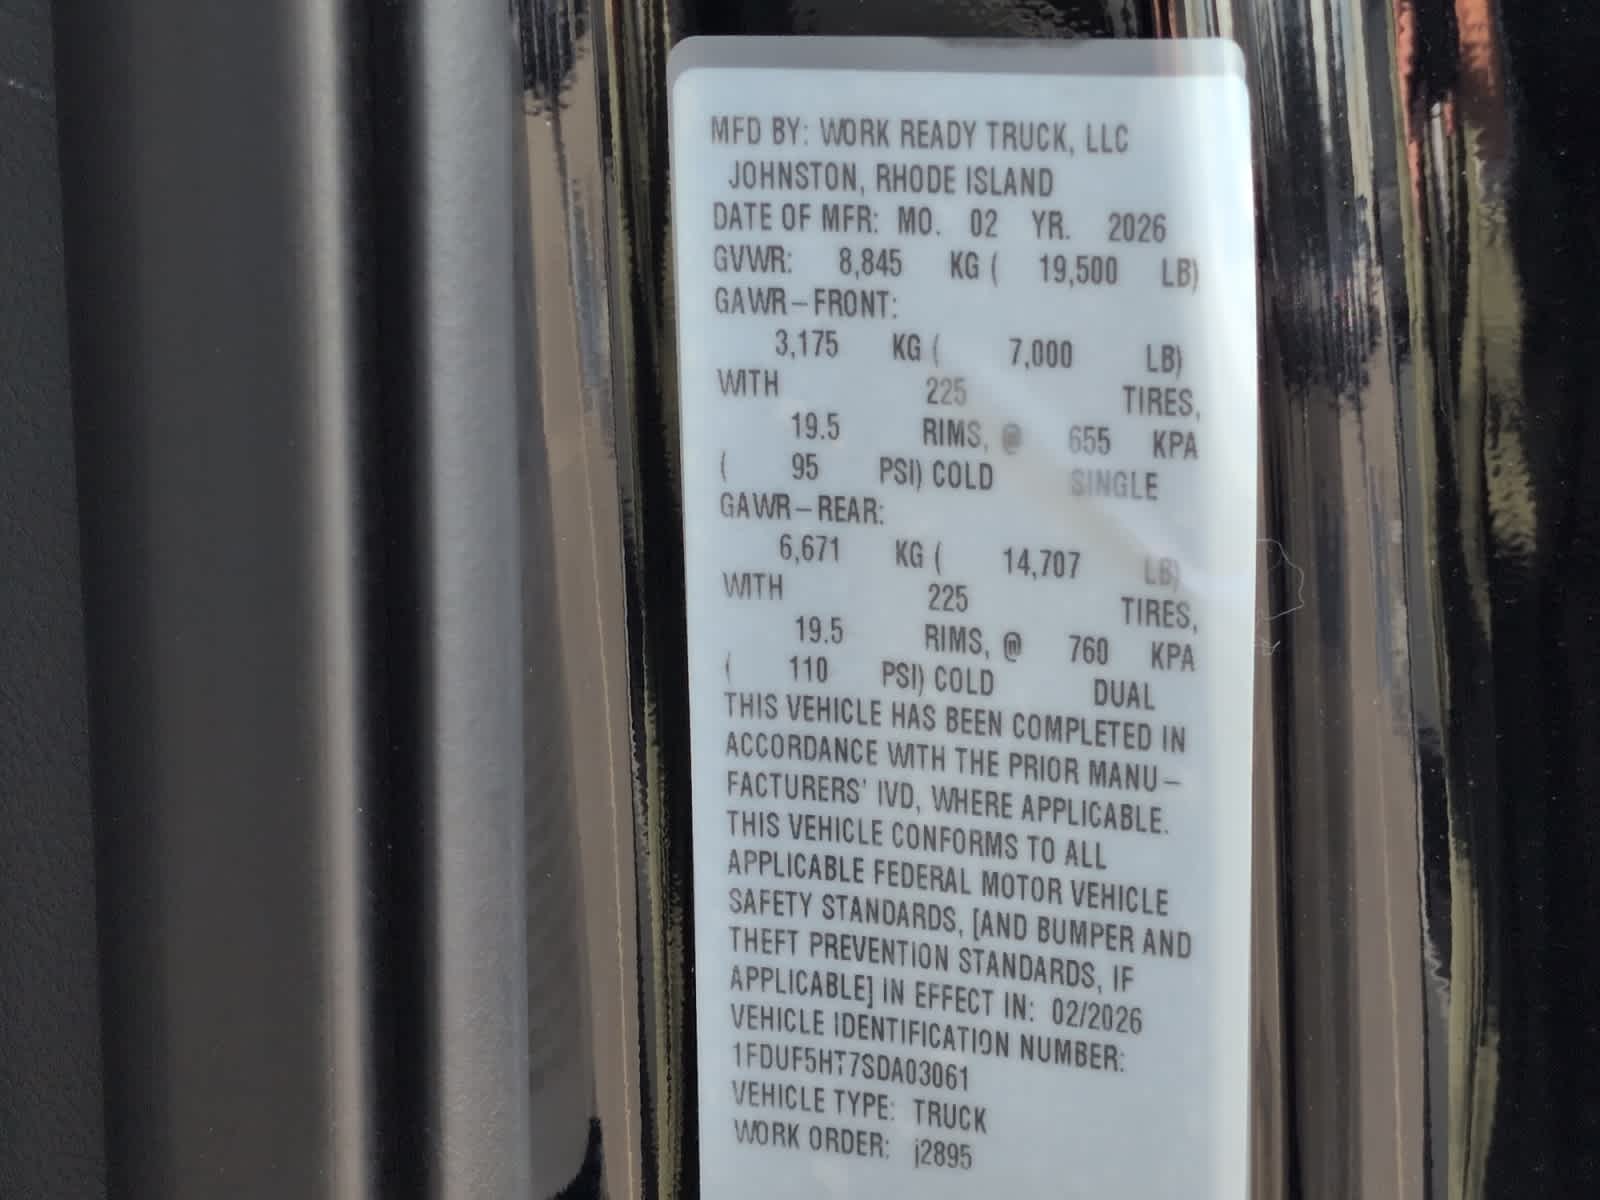 MFD BY: WORK READY TRUCK, LLC
JOHNSTON, RHODE ISLAND
DATE OF MFR: MO. 02 YR. 2026
GVWR: 8,845 KG ( 19,500 LB)
GAWR-FRONT:
3,175 KG ( 7,000 LB)
WITH 225 TIRES,
19.5 RIMS, @ 655 KPA
( 95 PSI) COLD SINGLE
GAWR-REAR:
6,671 KG ( 14,707 LB)
WITH 225 TIRES,
19.5 RIMS, @ 760 KPA
( 110 PSI) COLD DUAL
THIS VEHICLE HAS BEEN COMPLETED IN
ACCORDANCE WITH THE PRIOR MANU-
FACTURERS' IVD, WHERE APPLICABLE.
THIS VEHICLE CONFORMS TO ALL
APPLICABLE FEDERAL MOTOR VEHICLE
SAFETY STANDARDS, [AND BUMPER AND
THEFT PREVENTION STANDARDS, IF
APPLICABLE] IN EFFECT IN: 02/2026
VEHICLE IDENTIFICATION NUMBER:
1FDUF5HT7SDA03061
VEHICLE TYPE: TRUCK
WORK ORDER: j2895